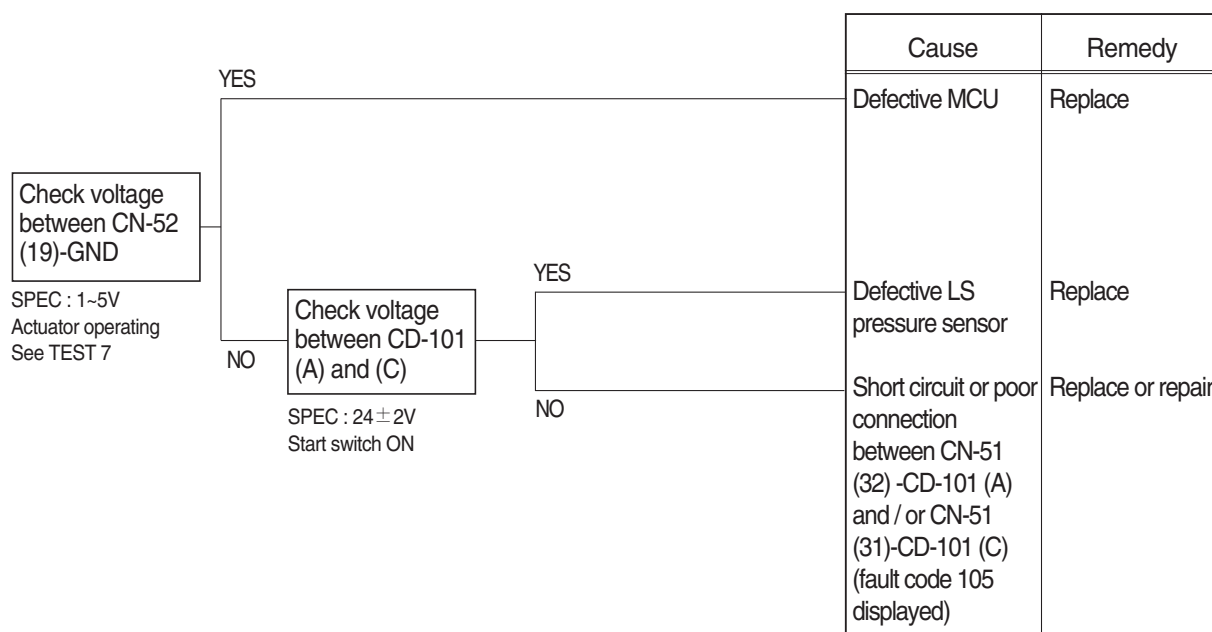 Cause
Remedy
YES
Defective MCU
Replace
Check voltage
between CN-52
(19)-GND
SPEC : 1~5V
Actuator operating
See TEST 7
NO
Check voltage
between CD-101
(A) and (C)
SPEC : 24±2V
Start switch ON
YES
Defective LS
pressure sensor
Replace
NO
Short circuit or poor
connection
between CN-51
(32) -CD-101 (A)
and / or CN-51
(31)-CD-101 (C)
(fault code 105
displayed)
Replace or repair